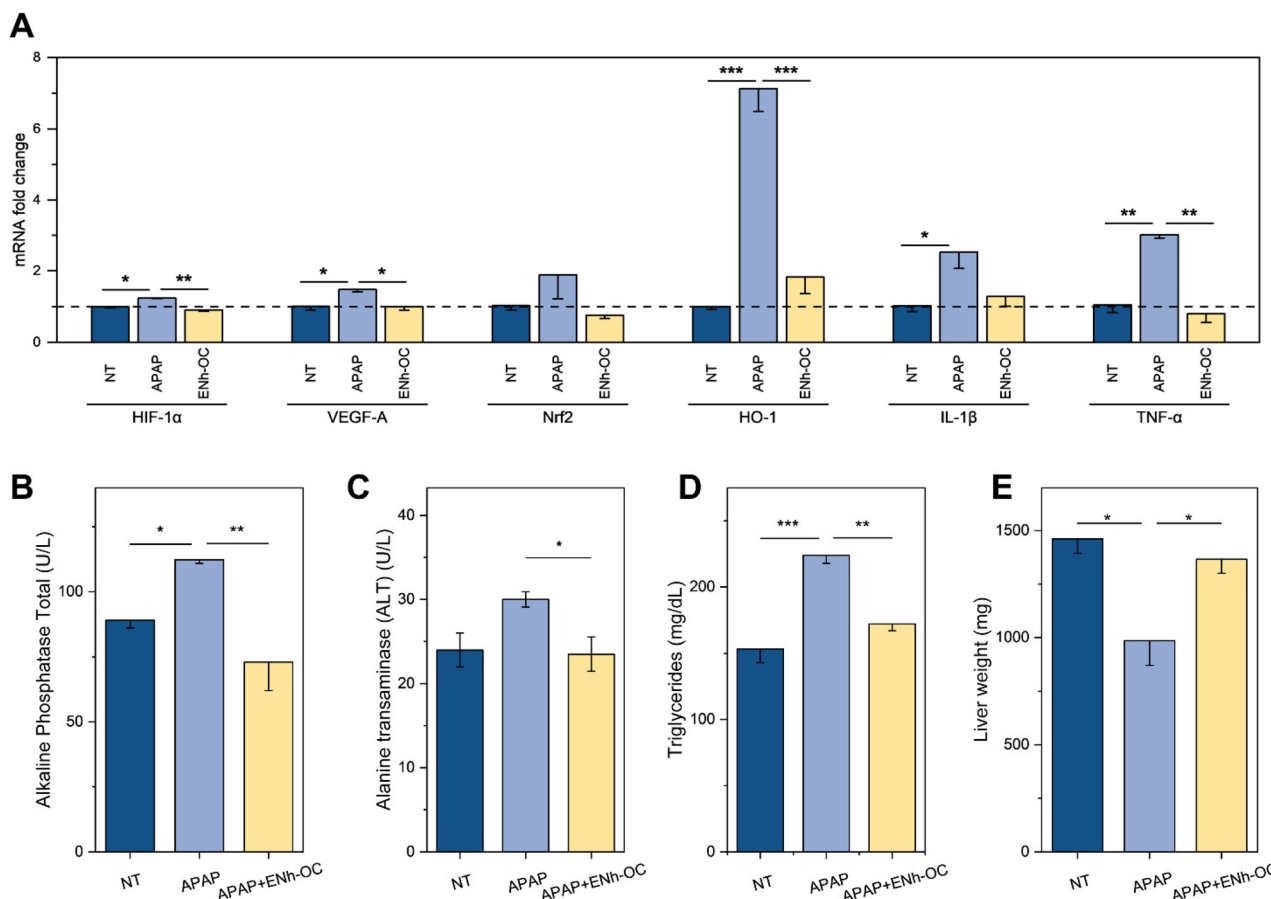 A
mRNA fold change
8
6
4
2
0
* ** * * *** *** * ** **
NT APAP ENh-OC NT APAP ENh-OC NT APAP ENh-OC NT APAP ENh-OC NT APAP ENh-OC NT APAP ENh-OC
HIF-1α VEGF-A Nrf2 HO-1 IL-1β TNF-α
B
Alkaline Phosphatase Total (U/L)
100
50
0
* **
NT APAP APAP+ENh-OC
C
Alanine transaminase (ALT) (U/L)
40
30
20
10
0
*
NT APAP APAP+ENh-OC
D
Triglycerides (mg/dL)
200
100
0
*** **
NT APAP APAP+ENh-OC
E
Liver weight (mg)
1500
1000
500
0
* *
NT APAP APAP+ENh-OC